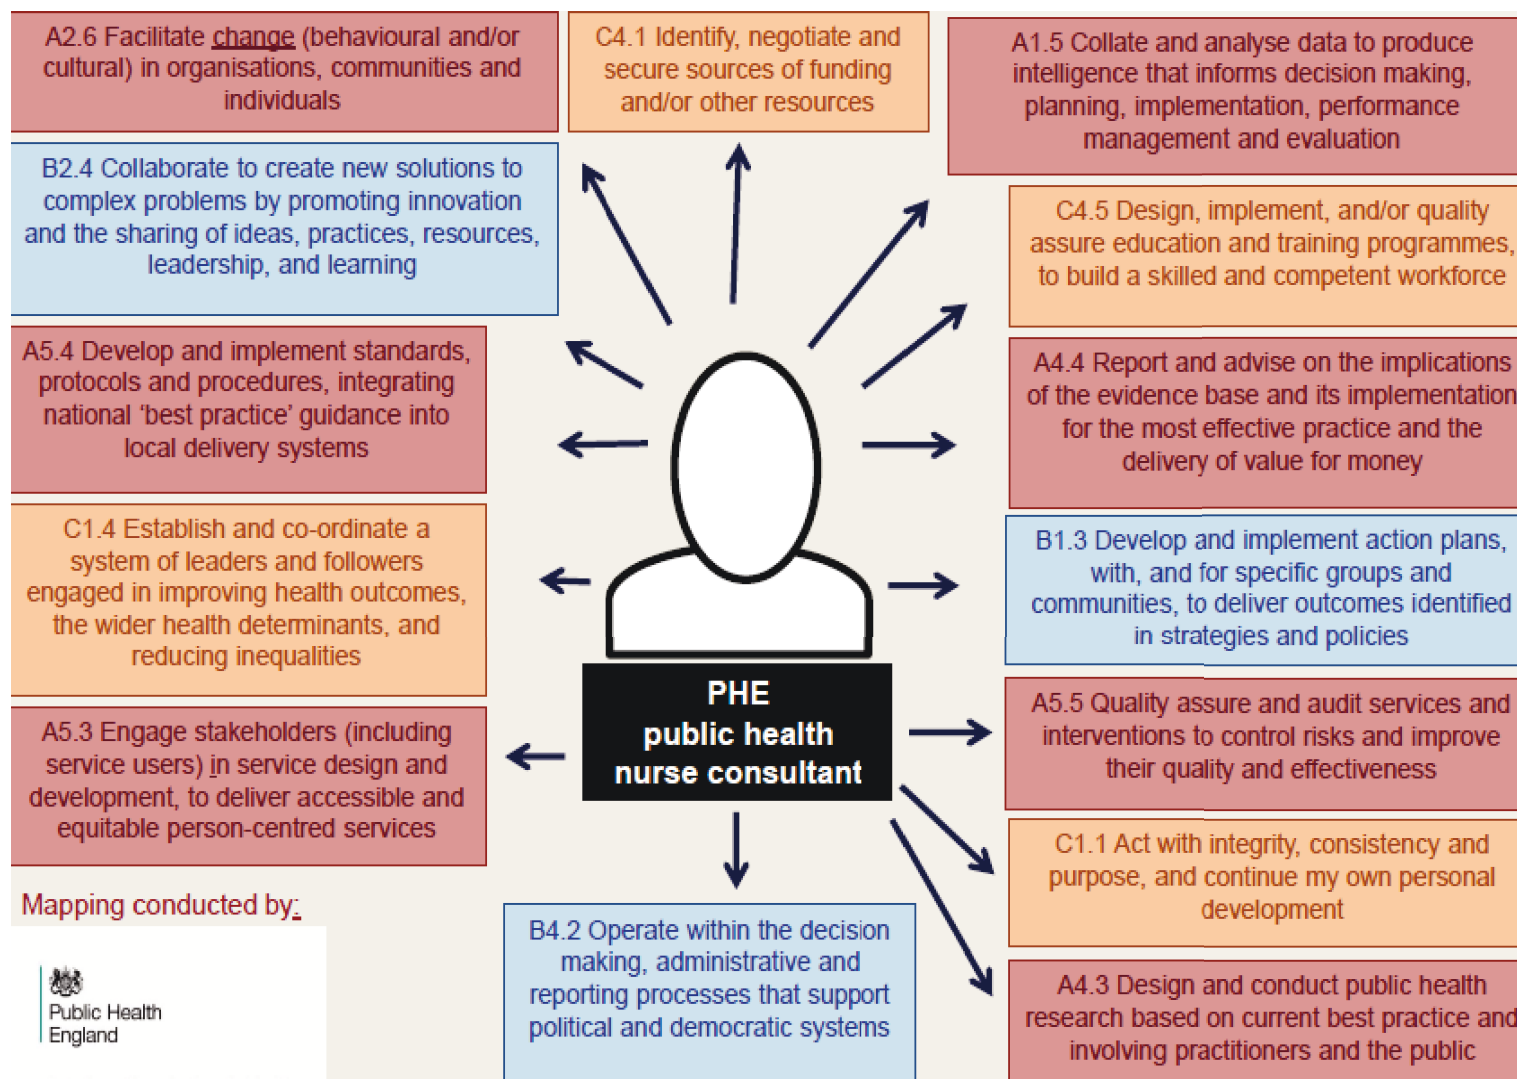 A2.6 Facilitate change (behavioural and/or
cultural) in organisations, communities and
individuals
C4.1 Identify, negotiate and
secure sources of funding
and/or other resources
A1.5 Collate and analyse data to produce
intelligence that informs decision making,
planning, implementation, performance
management and evaluation
B2.4 Collaborate to create new solutions to
complex problems by promoting innovation
and the sharing of ideas, practices, resources,
leadership, and learning
C4.5 Design, implement, and/or quality
assure education and training programmes,
to build a skilled and competent workforce
A5.4 Develop and implement standards,
protocols and procedures, integrating
national ‘best practice’ guidance into
local delivery systems
A4.4 Report and advise on the implications
of the evidence base and its implementation
for the most effective practice and the
delivery of value for money
C1.4 Establish and co-ordinate a
system of leaders and followers
engaged in improving health outcomes,
the wider health determinants, and
reducing inequalities
B1.3 Develop and implement action plans,
with, and for specific groups and
communities, to deliver outcomes identified
in strategies and policies
PHE
public health
nurse consultant
A5.3 Engage stakeholders (including
service users) in service design and
development, to deliver accessible and
equitable person-centred services
A5.5 Quality assure and audit services and
interventions to control risks and improve
their quality and effectiveness
C1.1 Act with integrity, consistency and
purpose, and continue my own personal
development
Mapping conducted by:
Public Health
England
B4.2 Operate within the decision
making, administrative and
reporting processes that support
political and democratic systems
A4.3 Design and conduct public health
research based on current best practice and
involving practitioners and the public